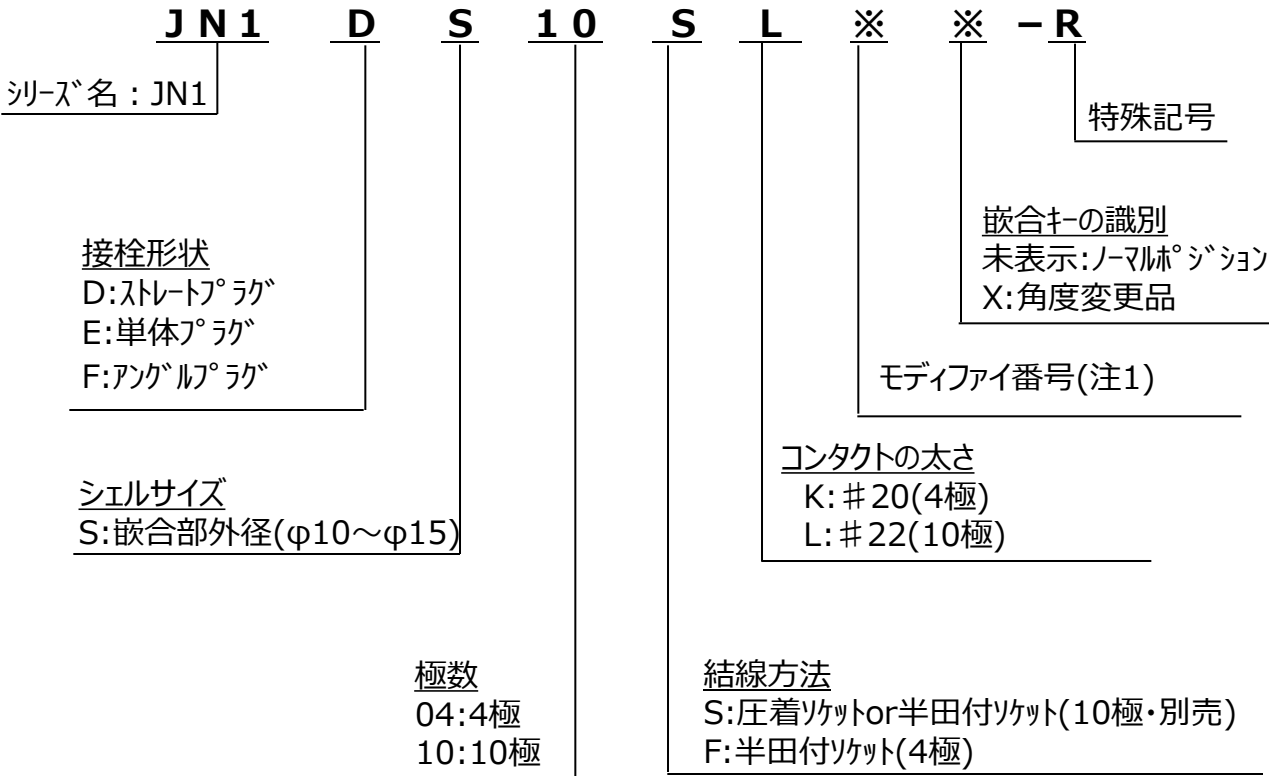 JN1 D S 10 S L ※ ※ －R
ｼﾘｰｽﾞ名：JN1
特殊記号
嵌合ｷｰの識別
未表示:ﾉｰﾏﾙﾎﾟｼﾞｼｮﾝ
X:角度変更品
接栓形状
D:ｽﾄﾚｰﾄﾌﾟﾗｸﾞ
E:単体ﾌﾟﾗｸﾞ
F:ｱﾝｸﾞﾙﾌﾟﾗｸﾞ
モディファイ番号(注1)
コンタクトの太さ
K:♯20(4極)
L:♯22(10極)
シェルサイズ
S:嵌合部外径(φ10～φ15)
極数
04:4極
10:10極
結線方法
S:圧着ｿｹｯﾄor半田付ｿｹｯﾄ(10極･別売)
F:半田付ｿｹｯﾄ(4極)